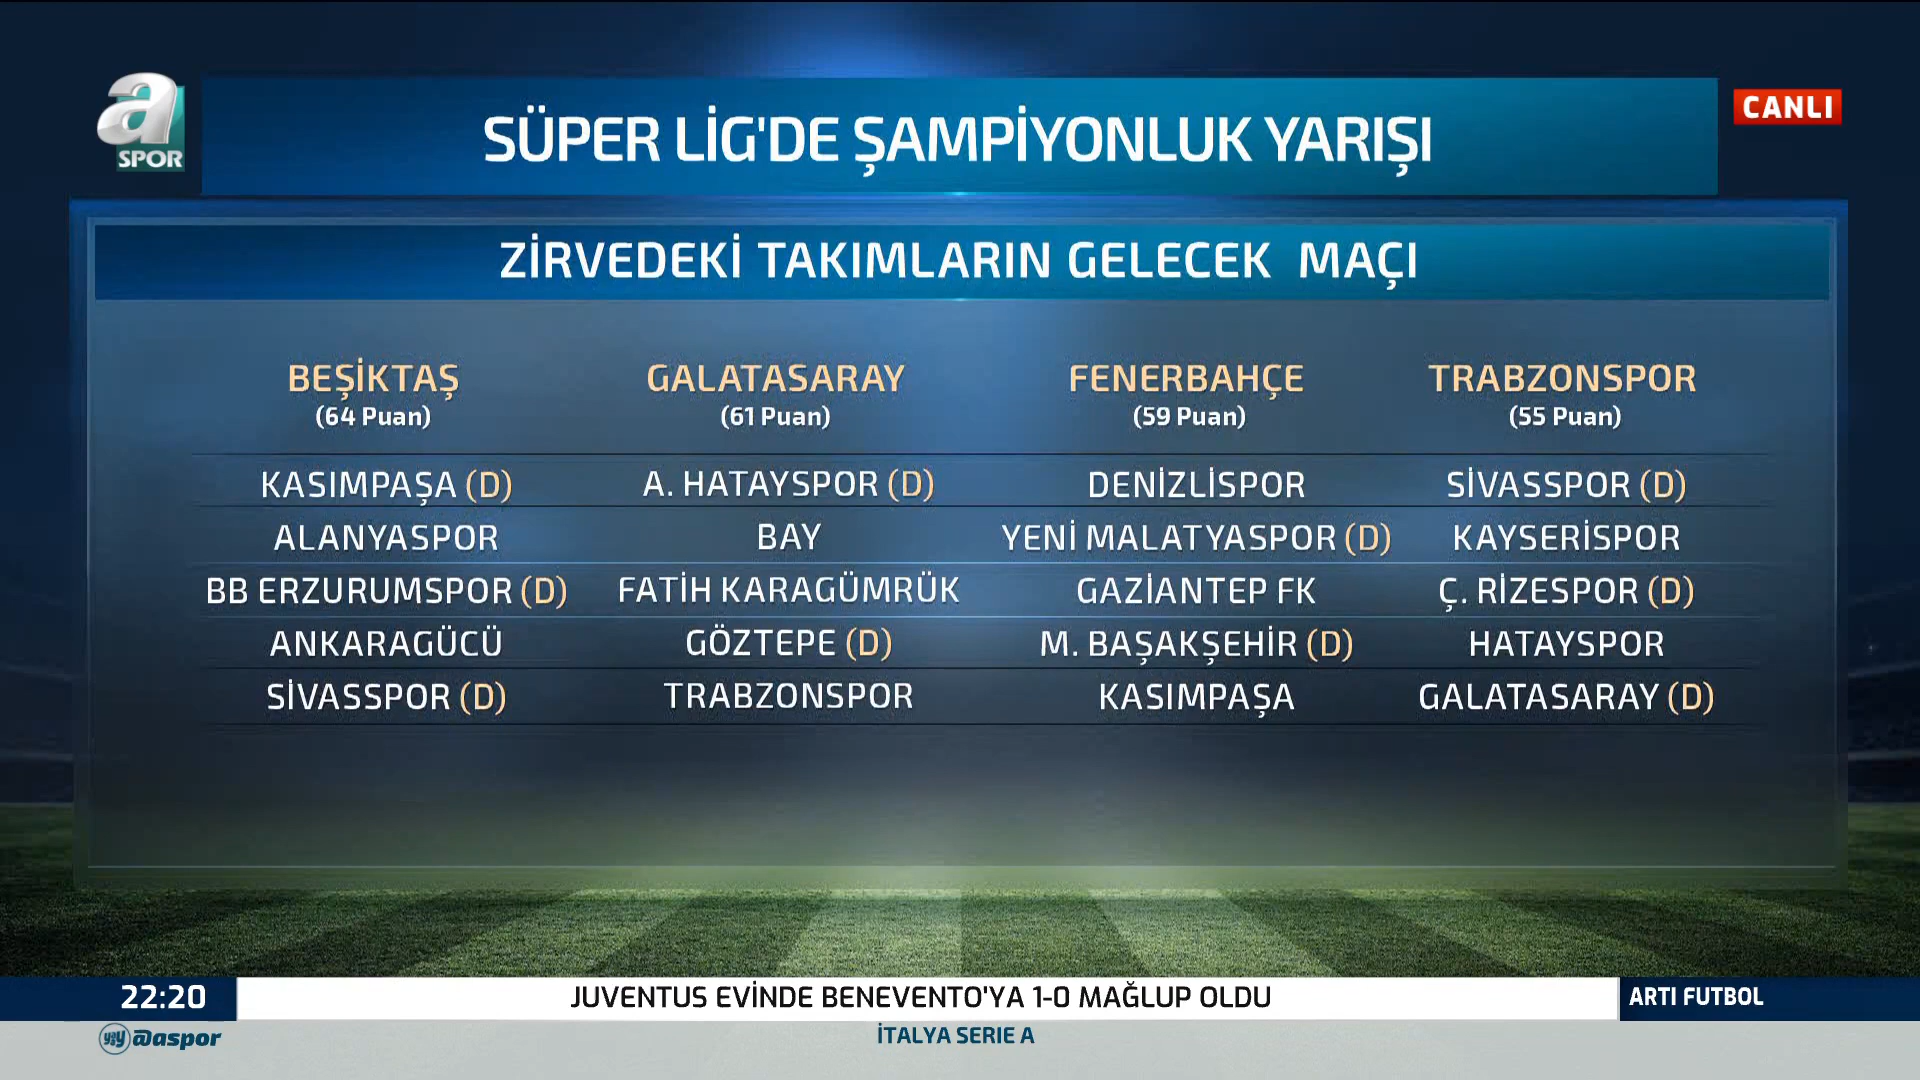 a
SPOR
SÜPER LİG'DE ŞAMPİYONLUK YARIŞI
CANLI
ZİRVEDEKİ TAKIMLARIN GELECEK MAÇI
BEŞİKTAŞ GALATASARAY FENERBAHÇE TRABZONSPOR
(64 Puan) (61 Puan) (59 Puan) (55 Puan)
KASIMPAŞA (D) A. HATAYSPOR (D) DENİZLİSPOR SİVASSPOR (D)
ALANYASPOR BAY YENİ MALATYASPOR (D) KAYSERİSPOR
BB ERZURUMSPOR (D) FATİH KARAGÜMRÜK GAZİANTEP FK Ç. RİZESPOR (D)
ANKARAGÜCÜ GÖZTEPE (D) M. BAŞAKŞEHİR (D) HATAYSPOR
SİVASSPOR (D) TRABZONSPOR KASIMPAŞA GALATASARAY (D)
22:20 JUVENTUS EVİNDE BENEVENTO'YA 1-0 MAĞLUP OLDU ARTI FUTBOL
@aspor İTALYA SERIE A